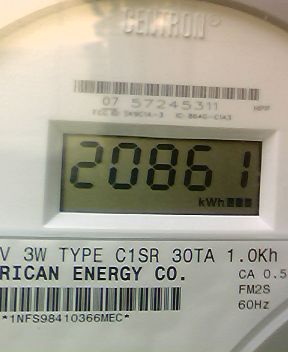 CENTRON®
07 57245311
20861
kWh
V 3W TYPE C1SR 30TA 1.0Kh
RICAN ENERGY CO.
CA 0.5
FM2S
60Hz
*1NFS98410366MEC*